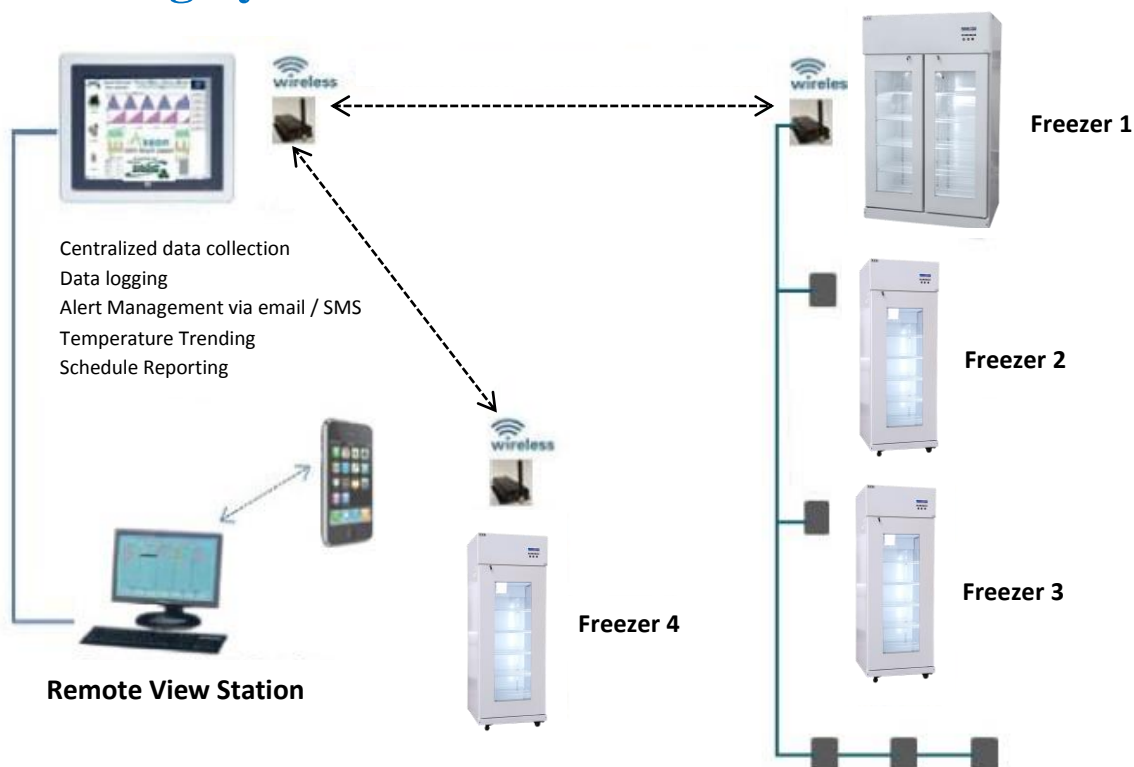 wireless
wireles
Freezer 1
Centralized data collection
Data logging
Alert Management via email / SMS
Temperature Trending
Schedule Reporting
Freezer 2
wireless
Freezer 3
Freezer 4
Remote View Station